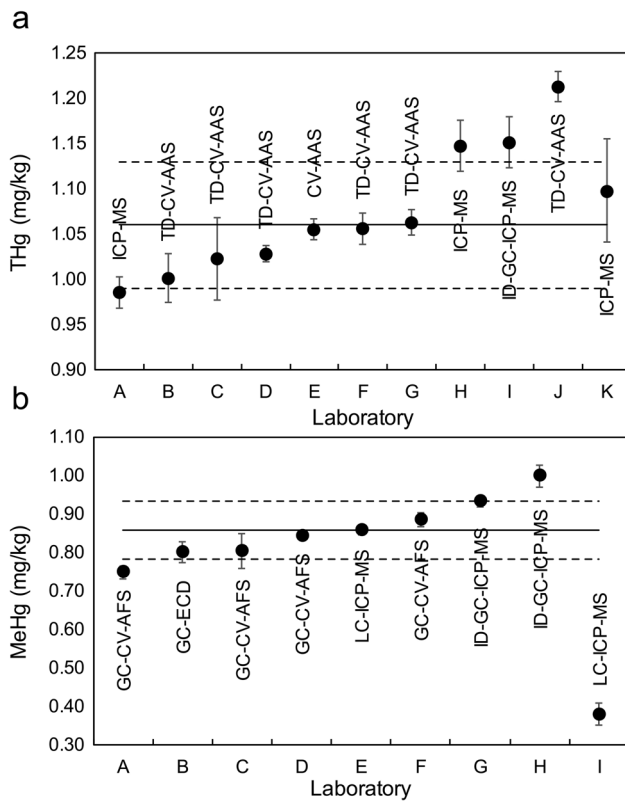 a
THg (mg/kg)
1.25
1.20
1.15
1.10
1.05
1.00
0.95
0.90
ICP-MS
TD-CV-AAS
TD-CV-AAS
TD-CV-AAS
CV-AAS
TD-CV-AAS
TD-CV-AAS
ICP-MS
ID-GC-ICP-MS
TD-CV-AAS
ICP-MS
A B C D E F G H I J K
Laboratory
b
MeHg (mg/kg)
1.10
1.00
0.90
0.80
0.70
0.60
0.50
0.40
0.30
GC-CV-AFS
GC-ECD
GC-CV-AFS
GC-CV-AFS
LC-ICP-MS
GC-CV-AFS
ID-GC-ICP-MS
ID-GC-ICP-MS
LC-ICP-MS
A B C D E F G H I
Laboratory